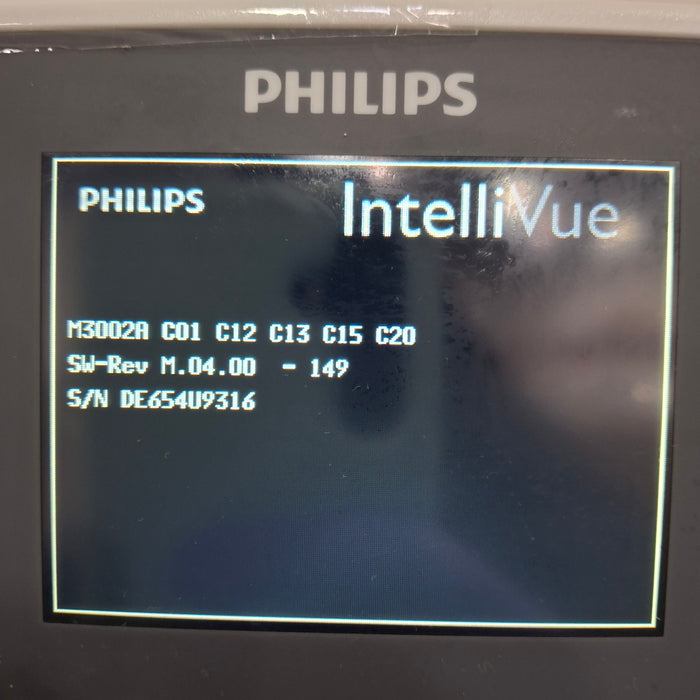 PHILIPS
PHILIPS IntelliVue
M3002A C01 C12 C13 C15 C20
SW-Rev M.04.00 - 149
S/N DE654U9316